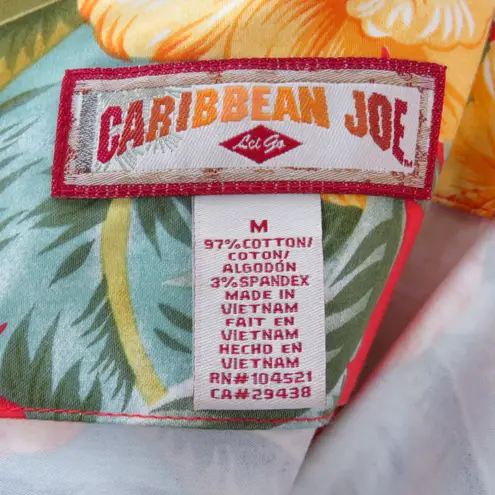 CARIBBEAN JOE
Let Go
M
97% COTTON/
COTON/
ALGODÓN
3% SPANDEX
MADE IN
VIETNAM
FAIT EN
VIETNAM
HECHO EN
VIETNAM
RN# 104521
CA# 29438